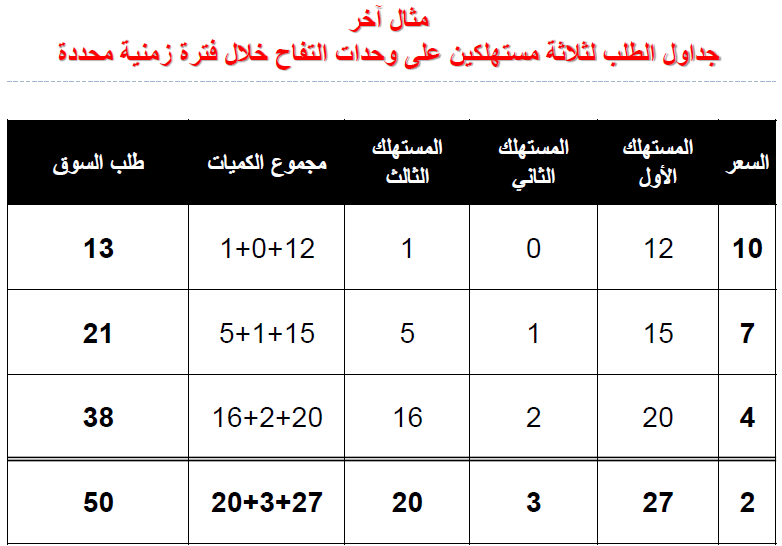 مثال آخر
جداول الطلب لثلاثة مستهلكين على وحدات التفاح خلال فترة زمنية محددة
السعر المستهلك الأول المستهلك الثاني المستهلك الثالث مجموع الكميات طلب السوق
10 12 0 1 1+0+12 13
7 15 1 5 5+1+15 21
4 20 2 16 16+2+20 38
2 27 3 20 20+3+27 50